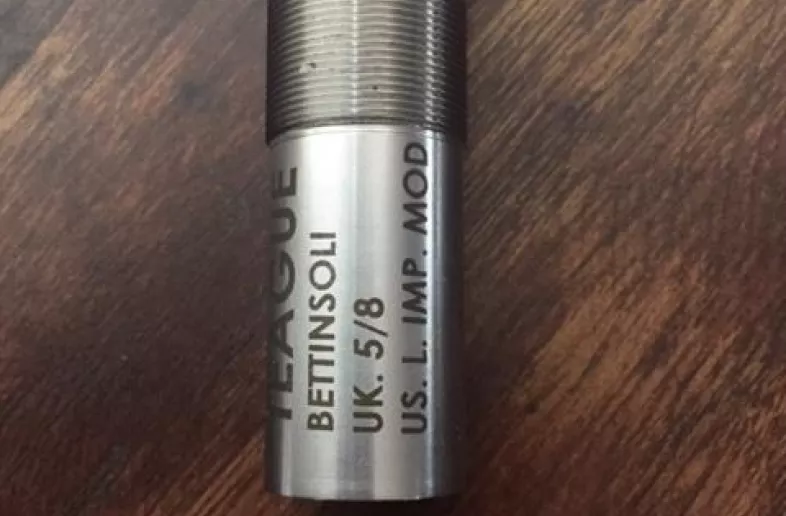 TEAGUE
BETTINSOLI
UK. 5/8
US. L. IMP. MOD